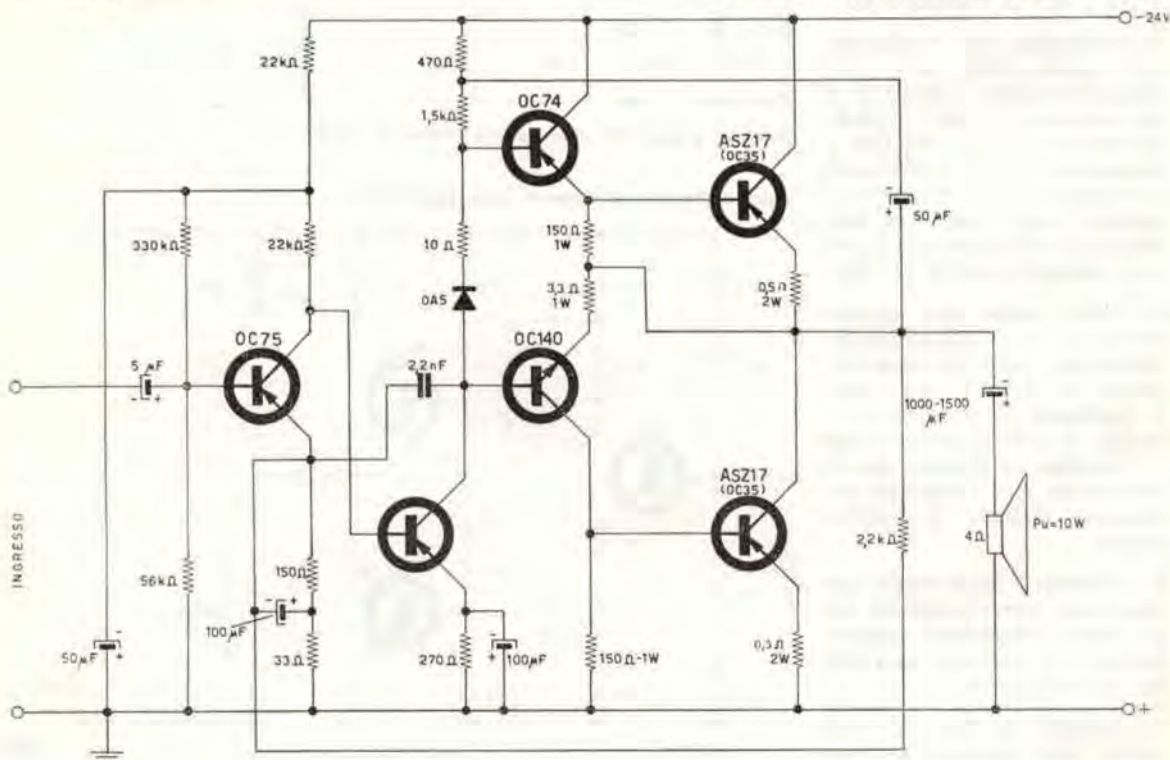 -24V
22kΩ
470Ω
1,5kΩ
OC74
ASZ17
(OC35)
50µF
330kΩ
22kΩ
10Ω
150Ω
1W
3,3Ω
1W
0,5Ω
2W
OA5
OC75
OC140
5µF
2,2nF
1000-1500
µF
ASZ17
(OC35)
INGRESSO
56kΩ
150Ω
2,2kΩ
4Ω
Pu=10W
100µF
50µF
33Ω
270Ω
100µF
150Ω-1W
2W
+